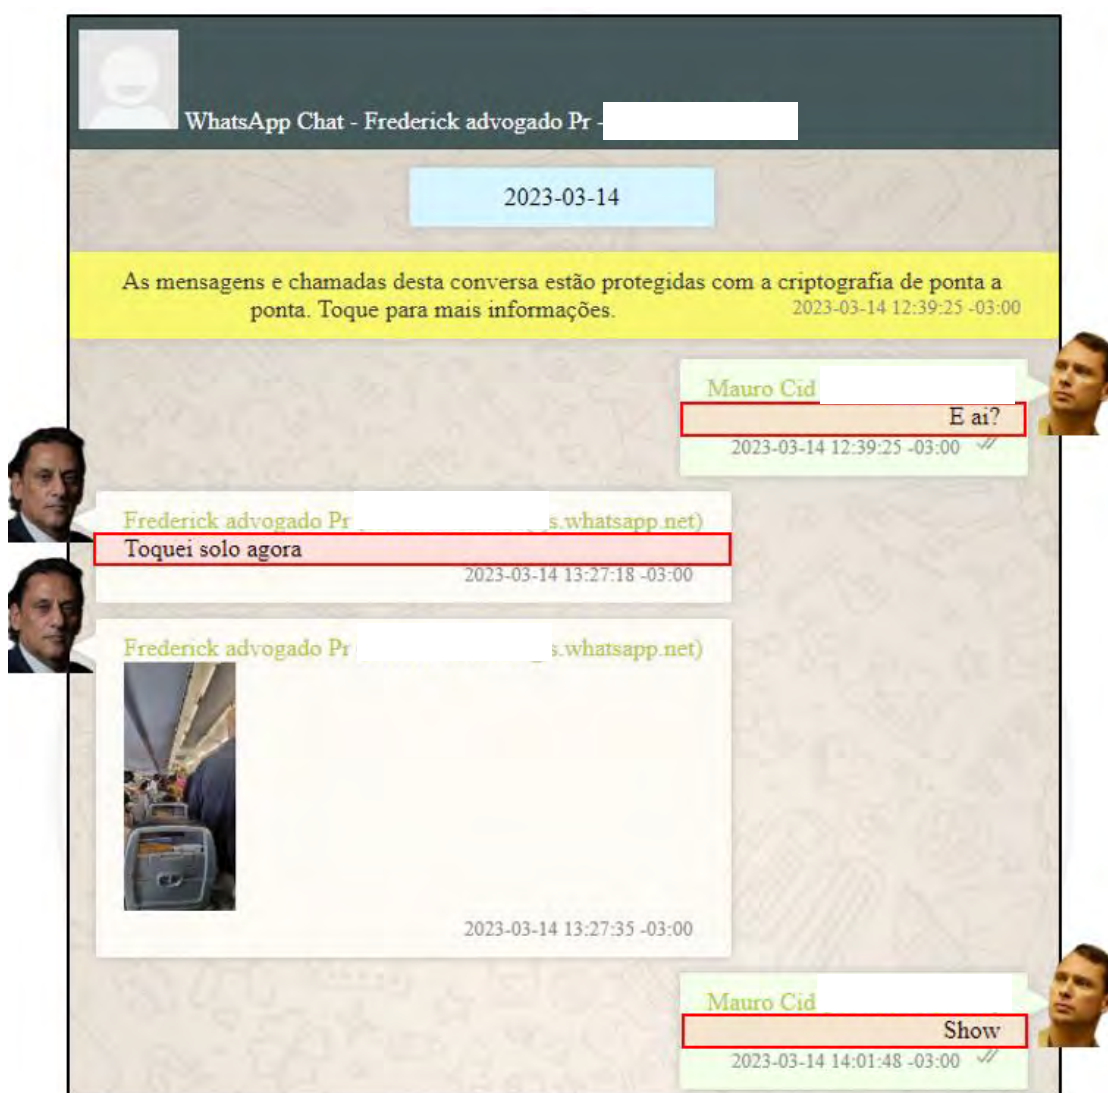 WhatsApp Chat - Frederick advogado Pr -
2023-03-14
As mensagens e chamadas desta conversa estão protegidas com a criptografia de ponta a
ponta. Toque para mais informações.
2023-03-14 12:39:25 -03:00
Mauro Cid
E ai?
2023-03-14 12:39:25 -03:00
Frederick advogado Pr s.whatsapp.net)
Toquei solo agora
2023-03-14 13:27:18 -03:00
Frederick advogado Pr s.whatsapp.net)
2023-03-14 13:27:35 -03:00
Mauro Cid
Show
2023-03-14 14:01:48 -03:00